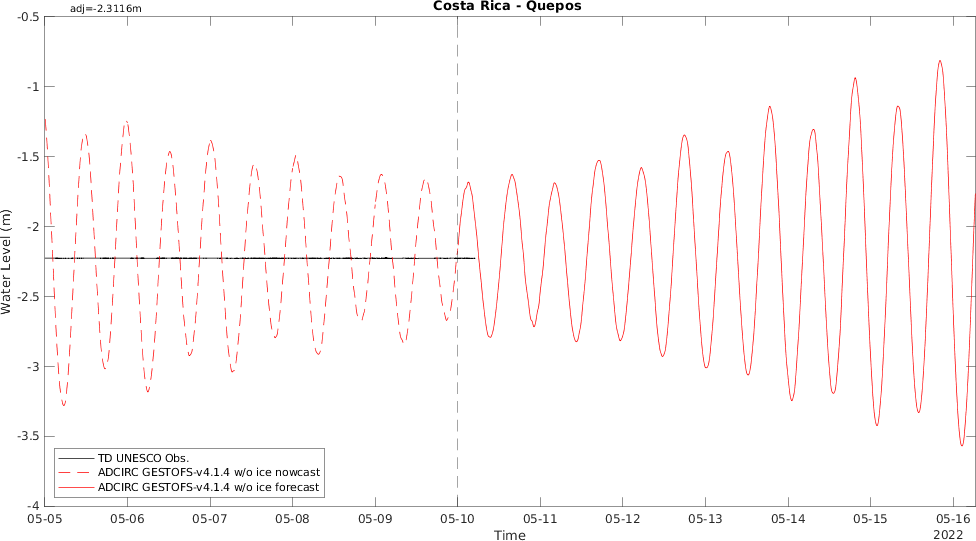 adj=-2.3116m
Costa Rica - Quepos
-0.5
-1
-1.5
-2
-2.5
-3
-3.5
-4
Water Level (m)
TD UNESCO Obs.
ADCIRC GESTOFS-v4.1.4 w/o ice nowcast
ADCIRC GESTOFS-v4.1.4 w/o ice forecast
05-05 05-06 05-07 05-08 05-09 05-10 05-11 05-12 05-13 05-14 05-15 05-16
Time
2022